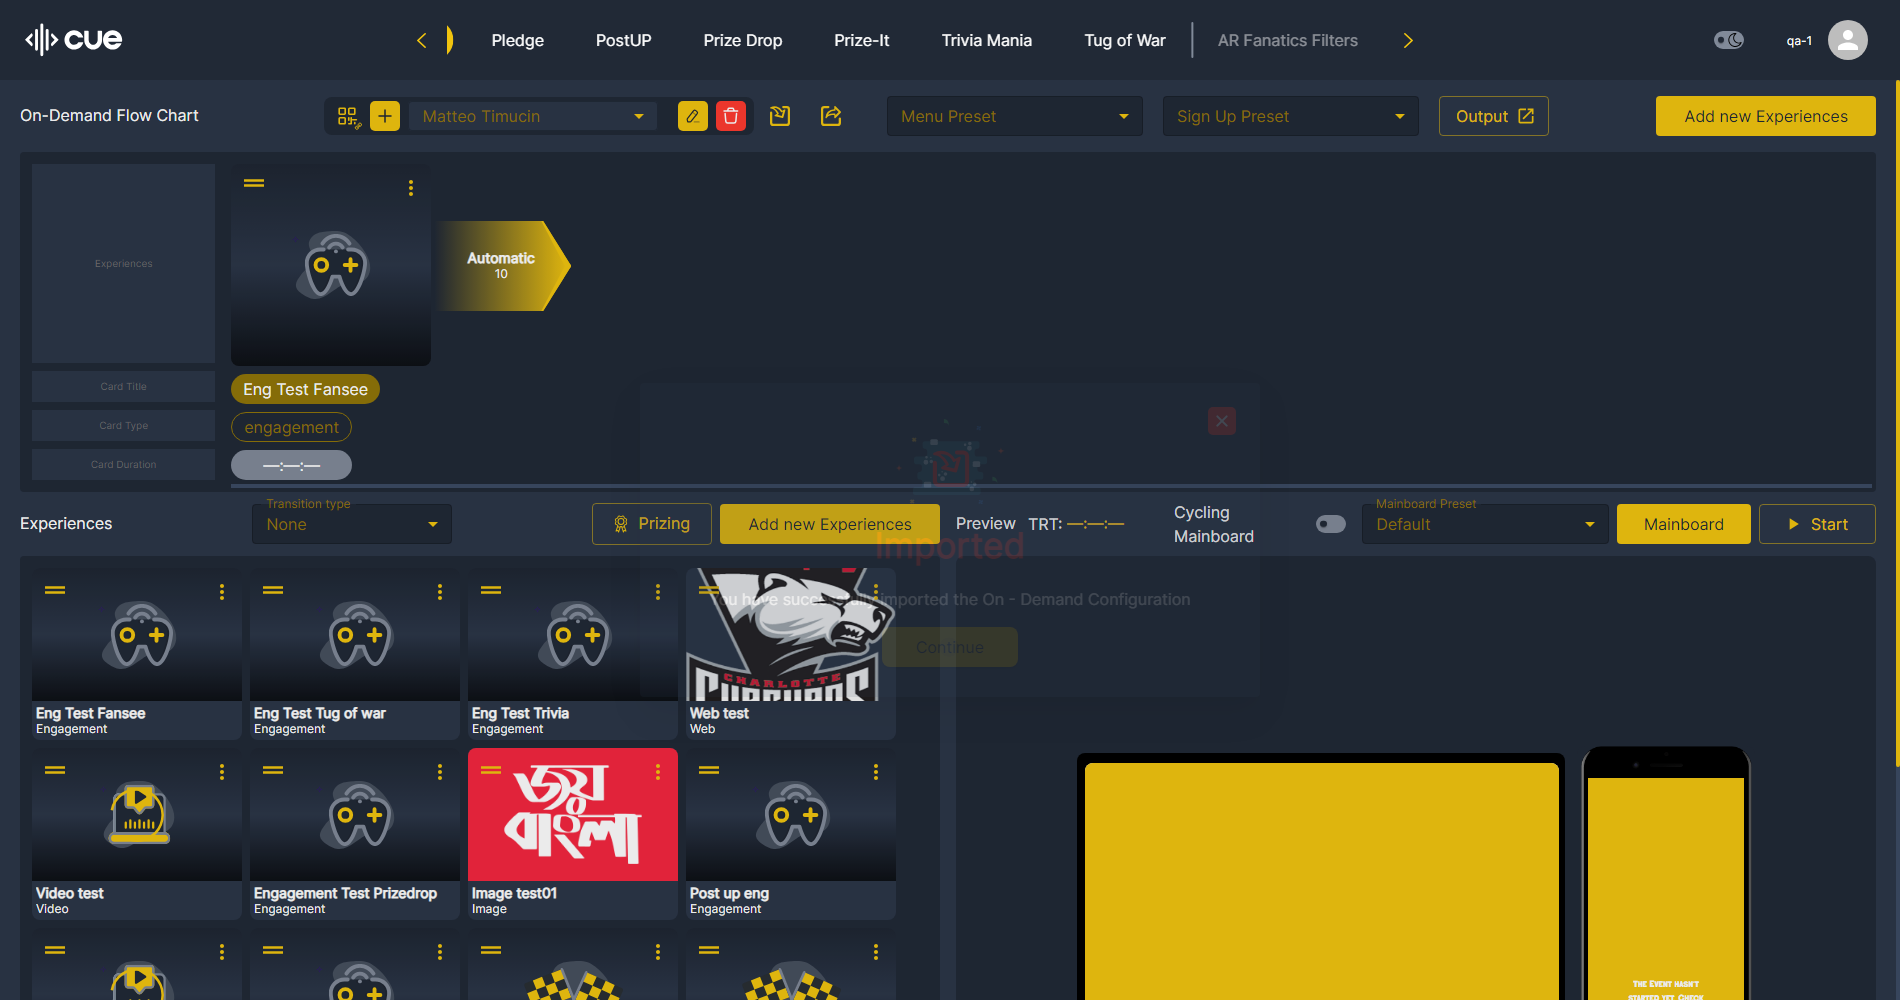 cue
Pledge
PostUP
Prize Drop
Prize-It
Trivia Mania
Tug of War
AR Fanatics Filters
qa-1
On-Demand Flow Chart
Matteo Timucin
Menu Preset
Sign Up Preset
Output
Add new Experiences
Experiences
Automatic
10
Card Title
Eng Test Fansee
Card Type
engagement
Card Duration
—:—:—
Experiences
Transition type
None
Prizing
Add new Experiences
Preview
TRT: —:—:—
Cycling
Mainboard
Mainboard Preset
Default
Mainboard
Start
Imported
You have successfully imported the On - Demand Configuration
Continue
Eng Test Fansee
Engagement
Eng Test Tug of war
Engagement
Eng Test Trivia
Engagement
CHARLOTTE
Web test
Web
Video test
Video
Engagement Test Prizedrop
Engagement
জয়
বাংলা
Image test01
Image
Post up eng
Engagement
The Event hasn't
started yet. Check